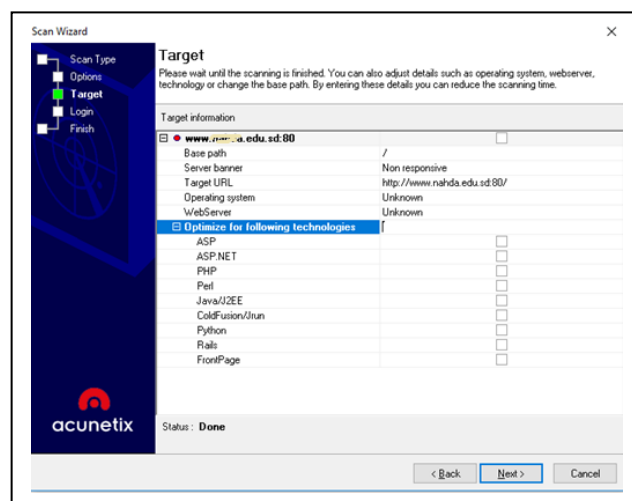 Scan Wizard
Scan Type
Options
Target
Login
Finish
Target
Please wait until the scanning is finished. You can also adjust details such as operating system, webserver,
technology or change the base path. By entering these details you can reduce the scanning time.
Target information
a.edu.sd:80
Base path /
Server banner Non responsive
Target URL http://www.nahda.edu.sd:80/
Operating system Unknown
WebServer Unknown
Optimize for following technologies
ASP
ASP.NET
PHP
Perl
Java/J2EE
ColdFusion/Jrun
Python
Rails
FrontPage
acunetix
Status : Done
< Back Next > Cancel